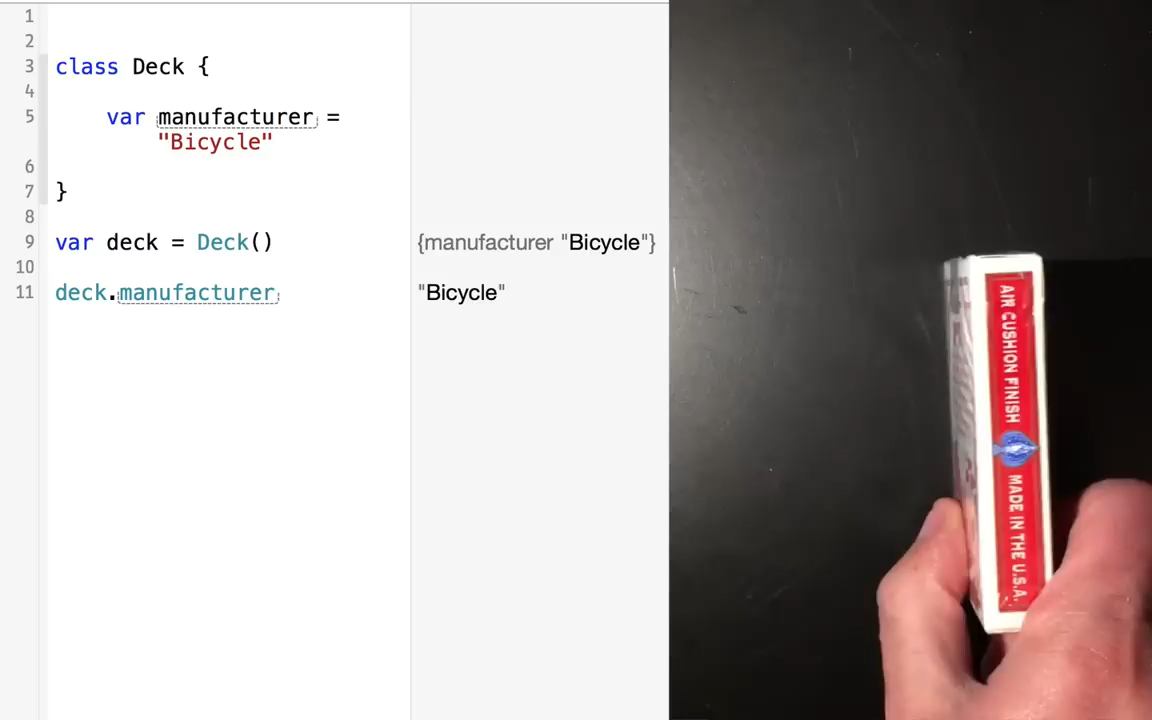 1
2
3 class Deck {
4
5 var manufacturer =
"Bicycle"
6
7 }
8
9 var deck = Deck() {manufacturer "Bicycle"}
10
11 deck.manufacturer "Bicycle"
AIR CUSHION FINISH MADE IN THE U.S.A.